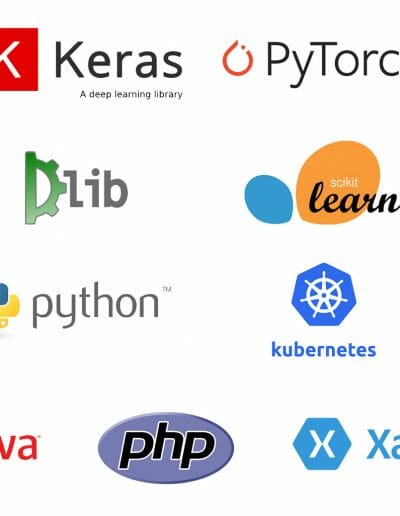 K Keras
A deep learning library
PyTorc
Dlib
scikit
learn
python™
kubernetes
va
php
X Xa